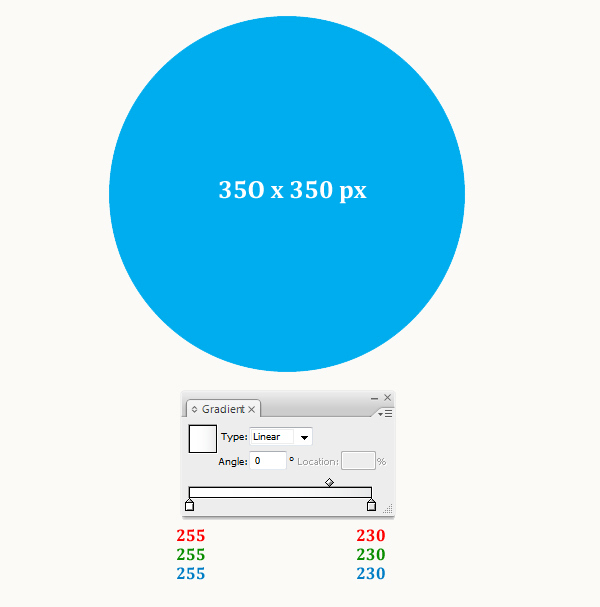 350 x 350 px
Gradient
Type: Linear
Angle: 0 ° Location: %
255 230
255 230
255 230